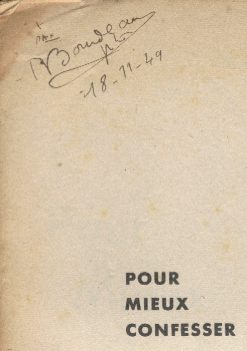 Bourdeau
18-11-49
POUR
MIEUX
CONFESSER